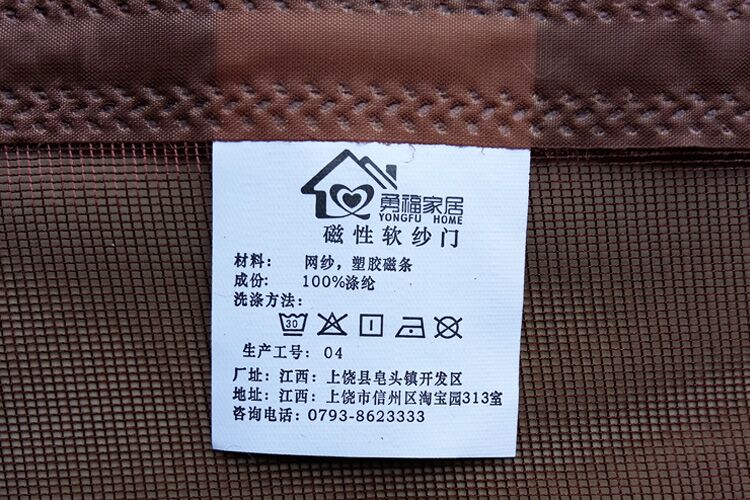 勇福家居
YONGFU HOME
磁性软纱门
材料: 网纱,塑胶磁条
成份: 100%涤纶
洗涤方法:
30
生产工号: 04
厂址: 江西: 上饶县皂头镇开发区
地址: 江西: 上饶市信州区淘宝园313室
咨询电话: 0793-8623333